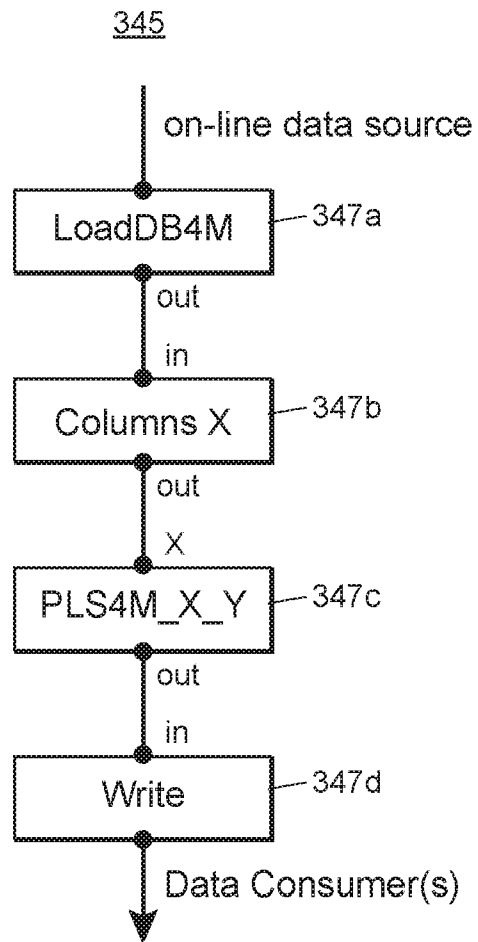 345
on-line data source
LoadDB4M
347a
out
in
Columns X
347b
out
X
PLS4M_X_Y
347c
out
in
Write
347d
Data Consumer(s)